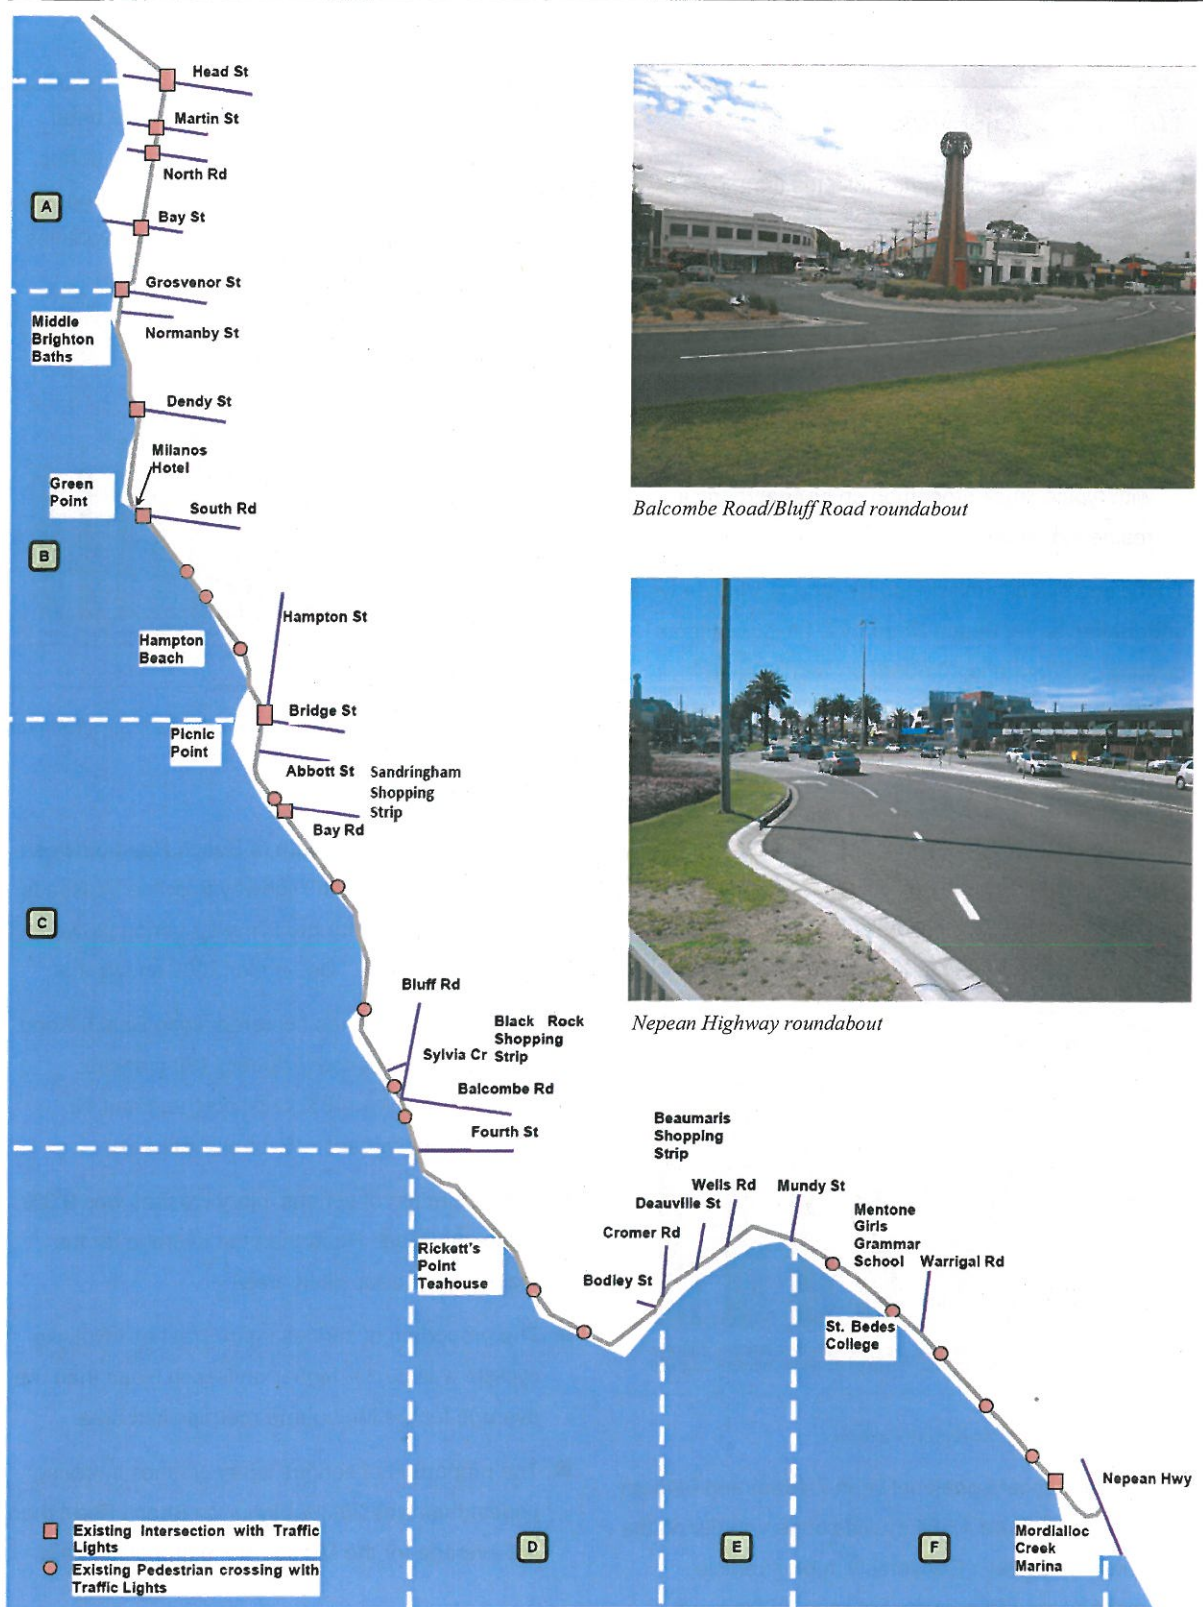 Head St
Martin St
North Rd
A
Bay St
Grosvenor St
Middle
Brighton
Baths
Normanby St
Dendy St
Milanos
Hotel
Green
Point
South Rd
B
Hampton St
Hampton
Beach
Bridge St
Picnic
Point
Abbott St
Sandringham
Shopping
Strip
Bay Rd
C
Bluff Rd
Black Rock
Shopping
Strip
Sylvia Cr
Balcombe Rd
Fourth St
Balcombe Road/Bluff Road roundabout
Nepean Highway roundabout
Beaumaris
Shopping
Strip
Wells Rd
Mundy St
Deauville St
Cromer Rd
Bodley St
Mentone
Girls
Grammar
School
Warrigal Rd
Rickett's
Point
Teahouse
St. Bedes
College
Nepean Hwy
Mordialloc
Creek
Marina
D
E
F
Existing Intersection with Traffic
Lights
Existing Pedestrian crossing with
Traffic Lights